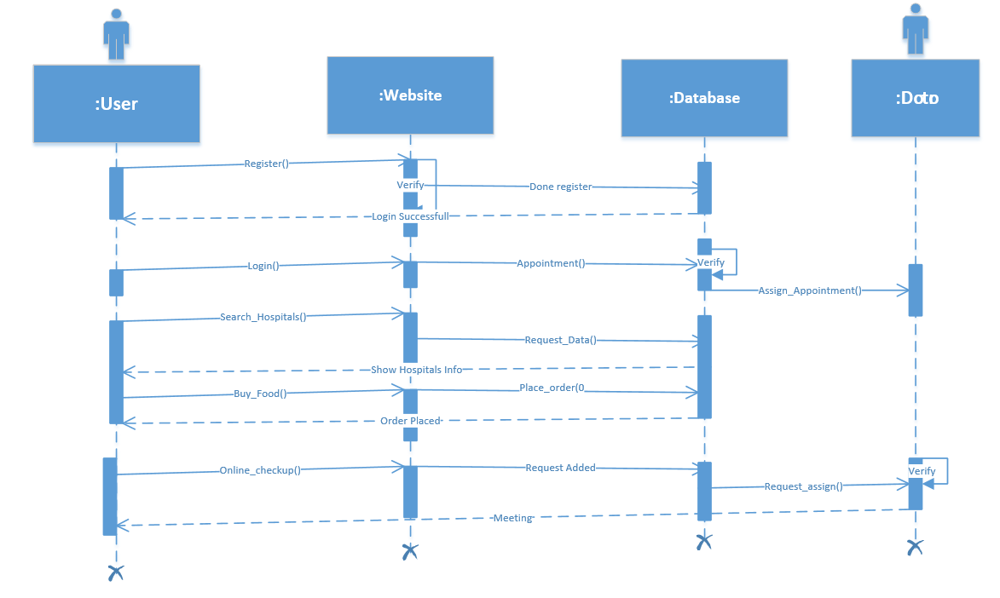 :User
:Website
:Database
Register()
Verify
Done register
Login Successfull
Login()
Appointment()
Verify
Assign_Appointment()
Search_Hospitals()
Request_Data()
Show Hospitals Info
Buy_Food()
Place_order(0
Order Placed
Online_checkup()
Request Added
Verify
Request_assign()
Meeting